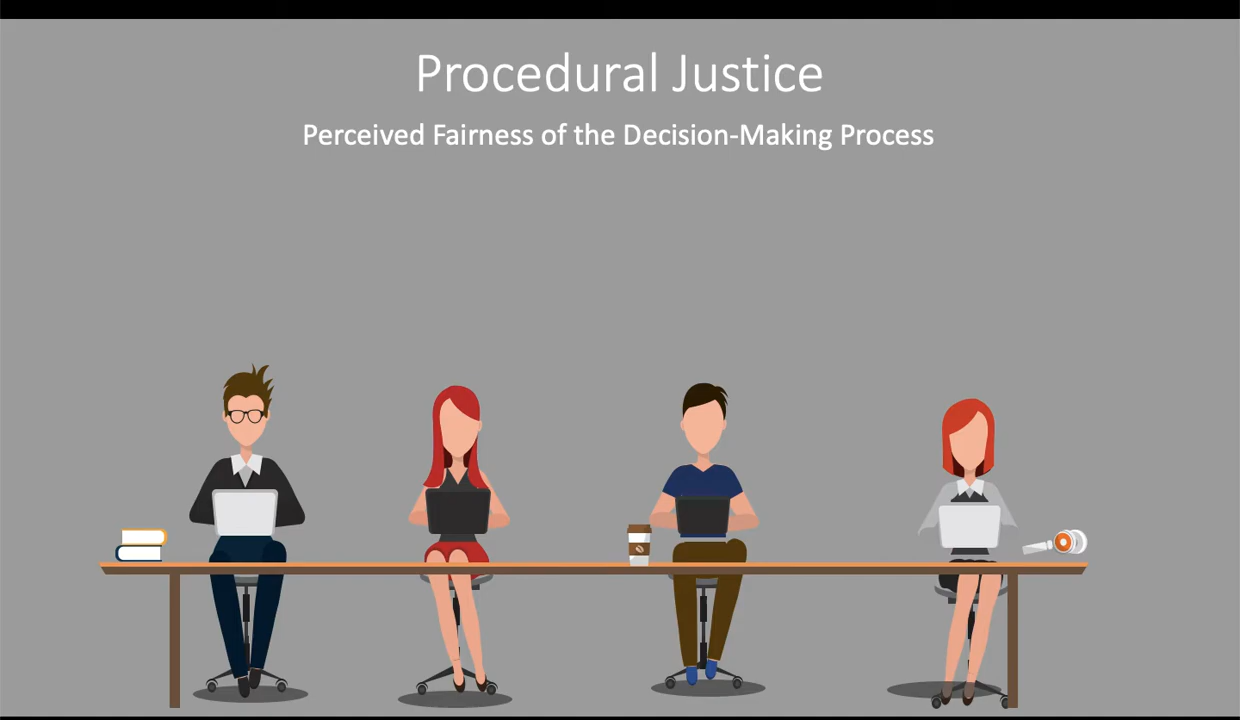 Procedural Justice
Perceived Fairness of the Decision-Making Process